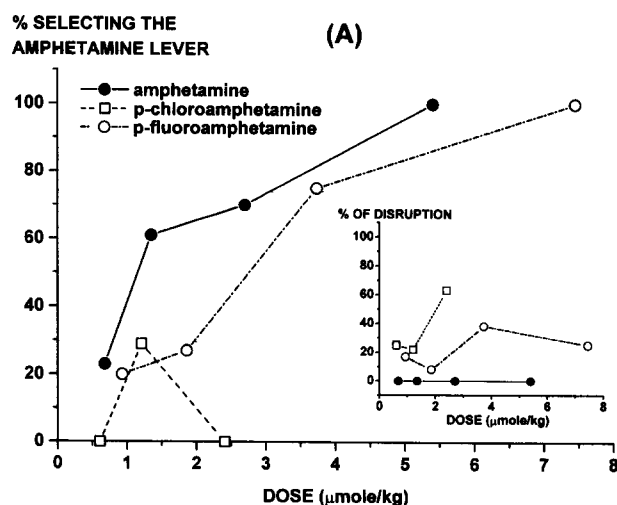 % SELECTING THE
AMPHETAMINE LEVER
(A)
amphetamine
p-chloroamphetamine
p-fluoroamphetamine
100
80
60
40
20
0
0 1 2 3 4 5 6 7 8
DOSE (µmole/kg)
% OF DISRUPTION
100
80
60
40
20
0
0 2 4 6 8
DOSE (µmole/kg)